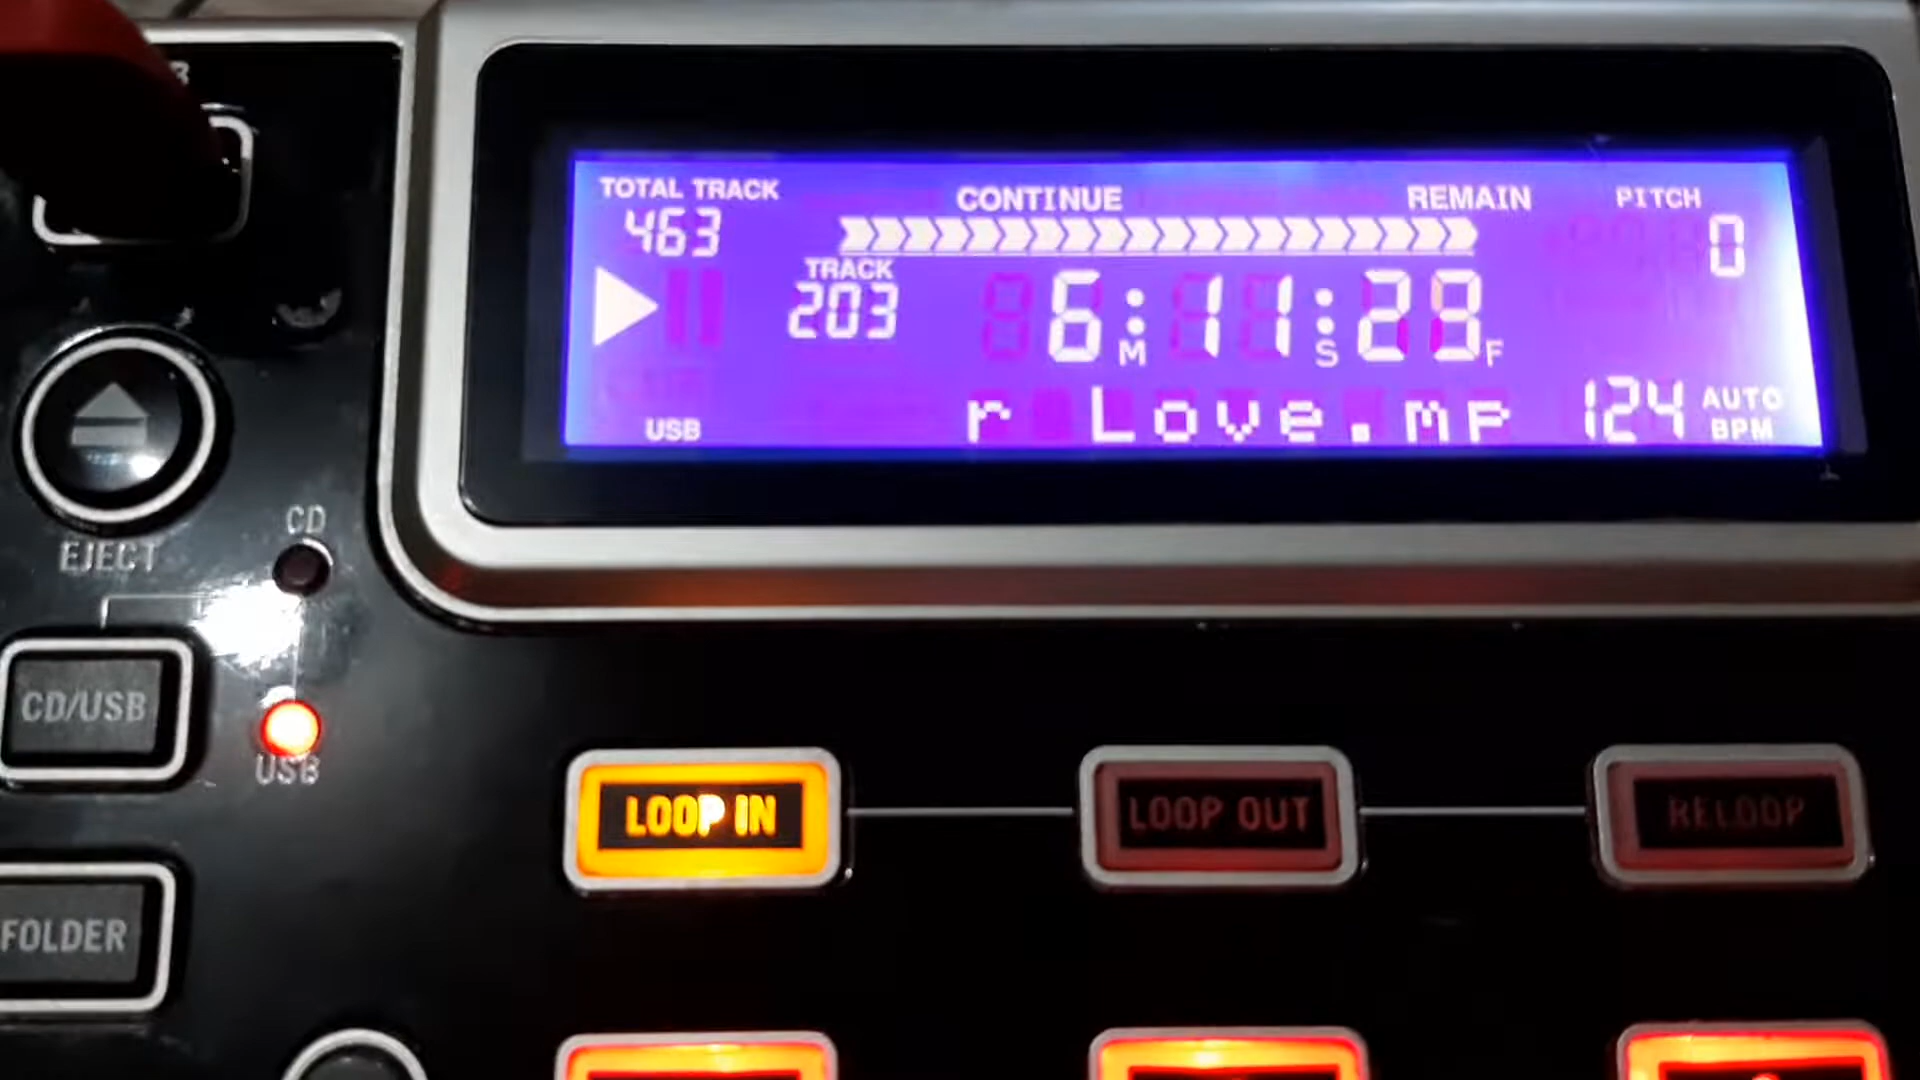 TOTAL TRACK
CONTINUE
REMAIN
PITCH
463
0
TRACK
203
6:11:23
M S F
r Love.mp
124 AUTO
BPM
USB
EJECT
CD
CD/USB
USB
LOOP IN
LOOP OUT
RELOOP
FOLDER